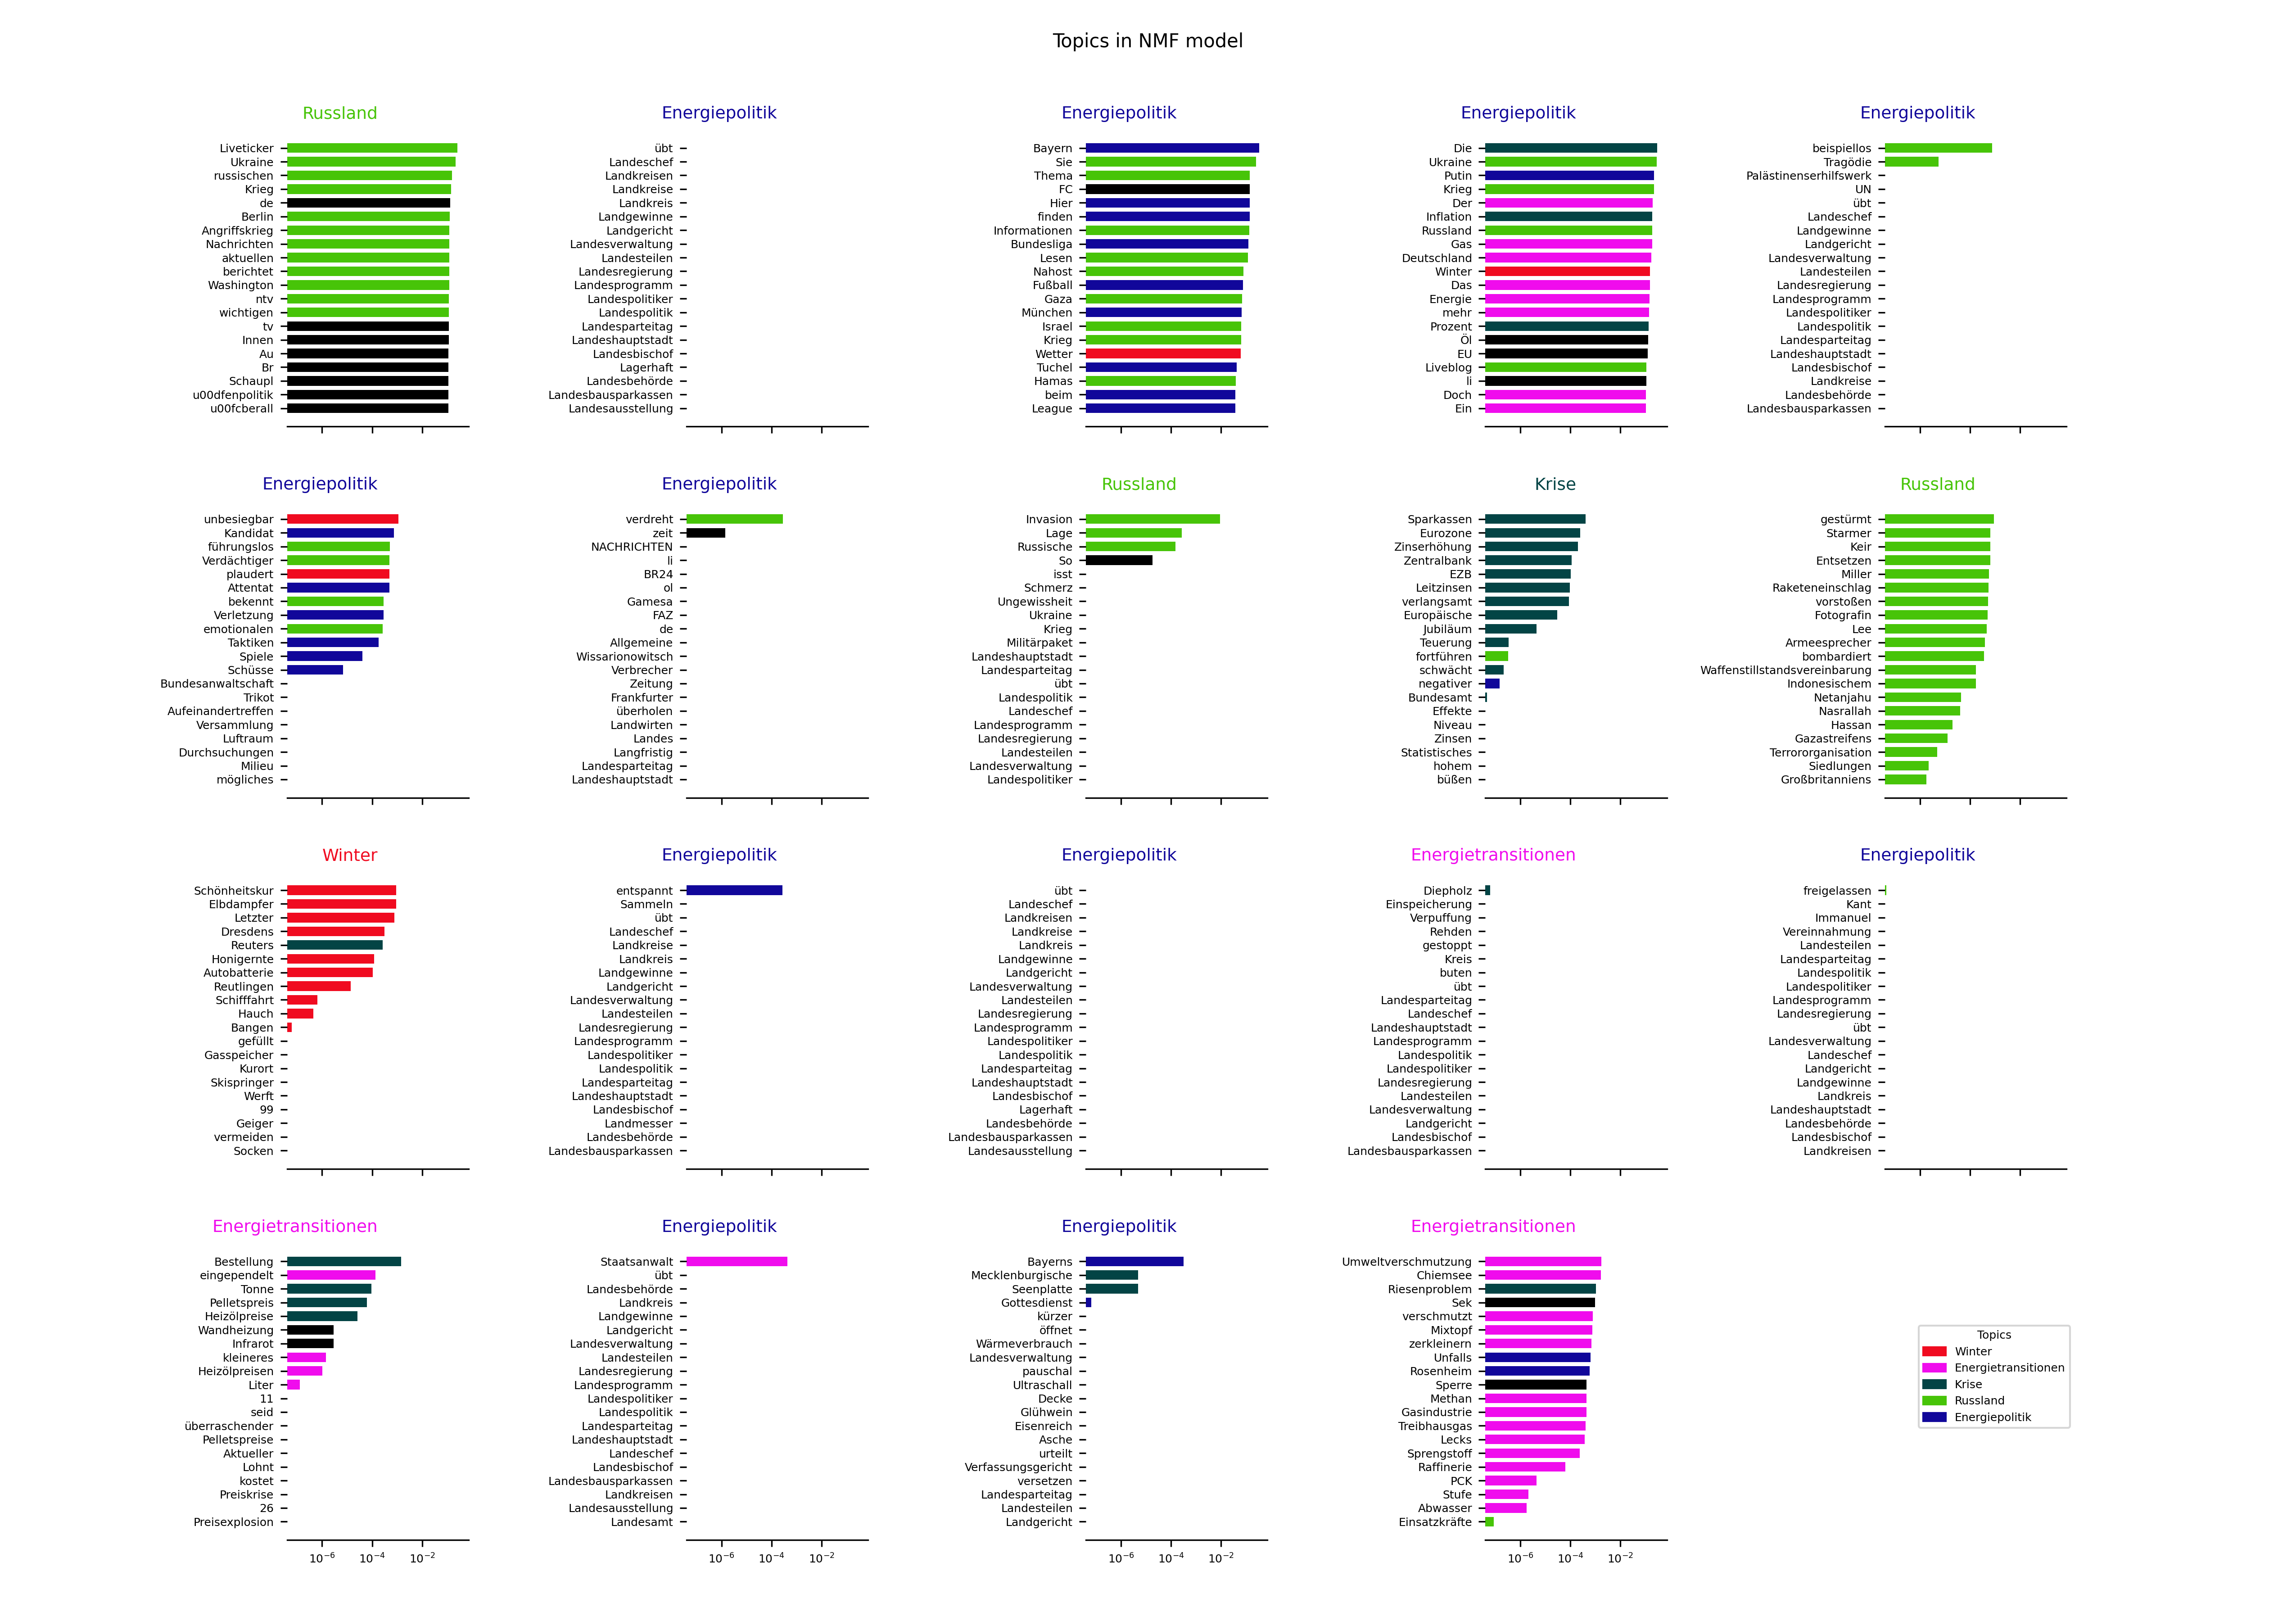 Topics in NMF model
Russland
Liveticker
Ukraine
russischen
Krieg
de
Berlin
Angriffskrieg
Nachrichten
aktuellen
berichtet
Washington
ntv
wichtigen
tv
Innen
Au
Br
Schaupl
u00dfenpolitik
u00fcberall
Energiepolitik
übt
Landeschef
Landkreisen
Landkreise
Landkreis
Landgewinne
Landgericht
Landesverwaltung
Landesteilen
Landesregierung
Landesprogramm
Landespolitiker
Landespolitik
Landesparteitag
Landeshauptstadt
Landesbischof
Lagerhaft
Landesbehörde
Landesbausparkassen
Landesausstellung
Energiepolitik
Bayern
Sie
Thema
FC
Hier
finden
Informationen
Bundesliga
Lesen
Nahost
Fußball
Gaza
München
Israel
Krieg
Wetter
Tuchel
Hamas
beim
League
Energiepolitik
Die
Ukraine
Putin
Krieg
Der
Inflation
Russland
Gas
Deutschland
Winter
Das
Energie
mehr
Prozent
Öl
EU
Liveblog
li
Doch
Ein
Energiepolitik
beispiellos
Tragödie
Palästinenserhilfswerk
UN
übt
Landeschef
Landgewinne
Landgericht
Landesverwaltung
Landesteilen
Landesregierung
Landesprogramm
Landespolitiker
Landespolitik
Landesparteitag
Landeshauptstadt
Landesbischof
Landkreise
Landesbehörde
Landesbausparkassen
Energiepolitik
unbesiegbar
Kandidat
führungslos
Verdächtiger
plaudert
Attentat
bekennt
Verletzung
emotionalen
Taktiken
Spiele
Schüsse
Bundesanwaltschaft
Trikot
Aufeinandertreffen
Versammlung
Luftraum
Durchsuchungen
Milieu
mögliches
Energiepolitik
verdreht
zeit
NACHRICHTEN
li
BR24
ol
Gamesa
FAZ
de
Allgemeine
Wissarionowitsch
Verbrecher
Zeitung
Frankfurter
überholen
Landwirten
Landes
Langfristig
Landesparteitag
Landeshauptstadt
Russland
Invasion
Lage
Russische
So
isst
Schmerz
Ungewissheit
Ukraine
Krieg
Militärpaket
Landeshauptstadt
Landesparteitag
übt
Landespolitik
Landeschef
Landesprogramm
Landesregierung
Landesteilen
Landesverwaltung
Landespolitiker
Krise
Sparkassen
Eurozone
Zinserhöhung
Zentralbank
EZB
Leitzinsen
verlangsamt
Europäische
Jubiläum
Teuerung
fortführen
schwächt
negativer
Bundesamt
Effekte
Niveau
Zinsen
Statistisches
hohem
büßen
Russland
gestürmt
Starmer
Keir
Entsetzen
Miller
Raketeneinschlag
vorstoßen
Fotografin
Lee
Armeesprecher
bombardiert
Waffenstillstandsvereinbarung
Indonesischem
Netanjahu
Nasrallah
Hassan
Gazastreifens
Terrororganisation
Siedlungen
Großbritanniens
Winter
Schönheitskur
Elbdampfer
Letzter
Dresdens
Reuters
Honigernte
Autobatterie
Reutlingen
Schifffahrt
Hauch
Bangen
gefüllt
Gasspeicher
Kurort
Skispringer
Werft
99
Geiger
vermeiden
Socken
Energiepolitik
entspannt
Sammeln
übt
Landeschef
Landkreise
Landkreis
Landgewinne
Landgericht
Landesverwaltung
Landesteilen
Landesregierung
Landesprogramm
Landespolitiker
Landespolitik
Landesparteitag
Landeshauptstadt
Landesbischof
Landmesser
Landesbehörde
Landesbausparkassen
Energiepolitik
übt
Landeschef
Landkreisen
Landkreise
Landkreis
Landgewinne
Landgericht
Landesverwaltung
Landesteilen
Landesregierung
Landesprogramm
Landespolitiker
Landespolitik
Landesparteitag
Landeshauptstadt
Landesbischof
Lagerhaft
Landesbehörde
Landesbausparkassen
Landesausstellung
Energietransitionen
Diepholz
Einspeicherung
Verpuffung
Rehden
gestoppt
Kreis
buten
übt
Landesparteitag
Landeschef
Landeshauptstadt
Landesprogramm
Landespolitik
Landespolitiker
Landesregierung
Landesteilen
Landesverwaltung
Landgericht
Landesbischof
Landesbausparkassen
Energiepolitik
freigelassen
Kant
Immanuel
Vereinnahmung
Landesteilen
Landesparteitag
Landespolitik
Landespolitiker
Landesprogramm
Landesregierung
übt
Landesverwaltung
Landeschef
Landgericht
Landgewinne
Landkreis
Landeshauptstadt
Landesbehörde
Landesbischof
Landkreisen
Energietransitionen
Bestellung
eingependelt
Tonne
Pelletspreis
Heizölpreise
Wandheizung
Infrarot
kleineres
Heizölpreisen
Liter
11
seid
überraschender
Pelletspreise
Aktueller
Lohnt
kostet
Preiskrise
26
Preisexplosion
10⁻⁶ 10⁻⁴ 10⁻²
Energiepolitik
Staatsanwalt
übt
Landesbehörde
Landkreis
Landgewinne
Landgericht
Landesverwaltung
Landesteilen
Landesregierung
Landesprogramm
Landespolitiker
Landespolitik
Landesparteitag
Landeshauptstadt
Landeschef
Landesbischof
Landesbausparkassen
Landkreisen
Landesausstellung
Landesamt
10⁻⁶ 10⁻⁴ 10⁻²
Energiepolitik
Bayerns
Mecklenburgische
Seenplatte
Gottesdienst
kürzer
öffnet
Wärmeverbrauch
Landesverwaltung
pauschal
Ultraschall
Decke
Glühwein
Eisenreich
Asche
urteilt
Verfassungsgericht
versetzen
Landesparteitag
Landesteilen
Landgericht
10⁻⁶ 10⁻⁴ 10⁻²
Energietransitionen
Umweltverschmutzung
Chiemsee
Riesenproblem
Sek
verschmutzt
Mixtopf
zerkleinern
Unfalls
Rosenheim
Sperre
Methan
Gasindustrie
Treibhausgas
Lecks
Sprengstoff
Raffinerie
PCK
Stufe
Abwasser
Einsatzkräfte
10⁻⁶ 10⁻⁴ 10⁻²
Topics
Winter
Energietransitionen
Krise
Russland
Energiepolitik